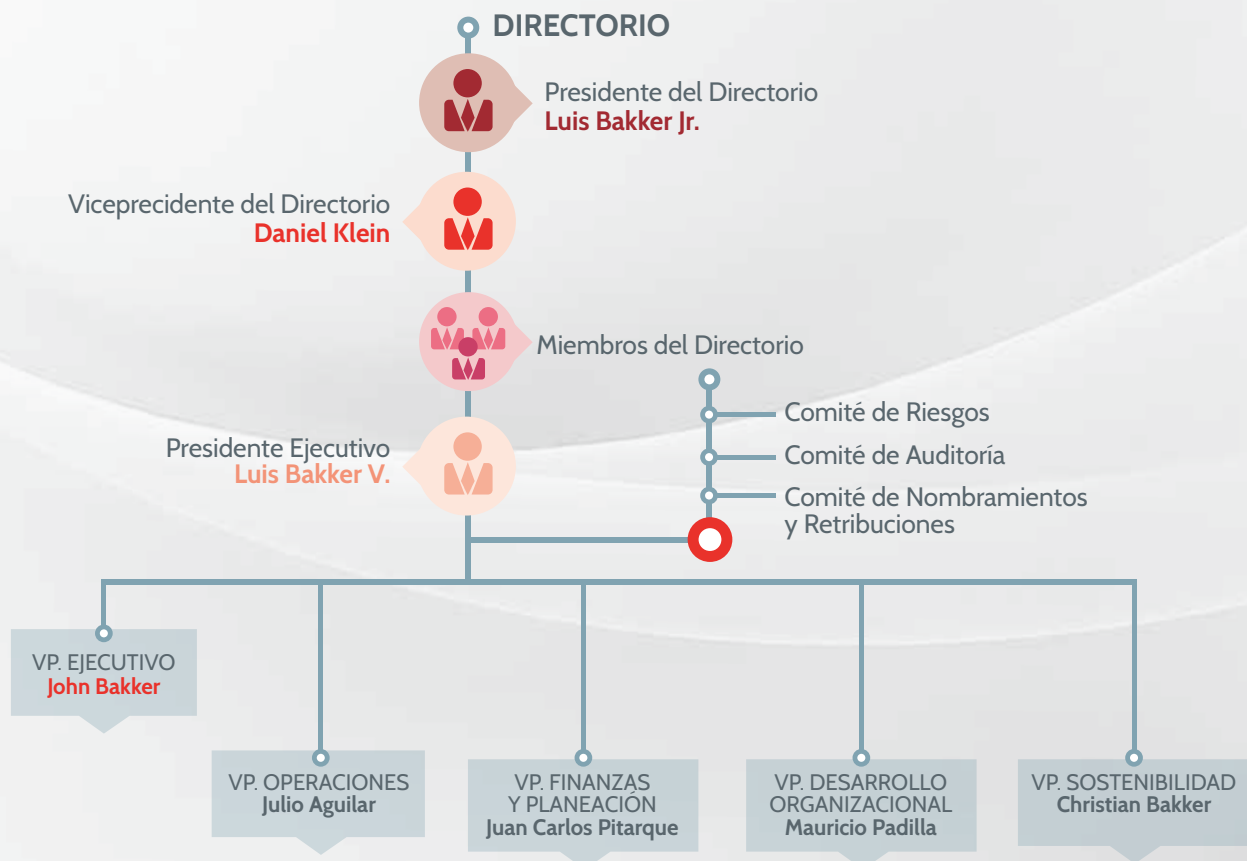 DIRECTORIO
Presidente del Directorio
Luis Bakker Jr.
Viceprecidente del Directorio
Daniel Klein
Miembros del Directorio
Comité de Riesgos
Comité de Auditoría
Comité de Nombramientos
y Retribuciones
Presidente Ejecutivo
Luis Bakker V.
VP. EJECUTIVO
John Bakker
VP. OPERACIONES
Julio Aguilar
VP. FINANZAS
Y PLANEACIÓN
Juan Carlos Pitarque
VP. DESARROLLO
ORGANIZACIONAL
Mauricio Padilla
VP. SOSTENIBILIDAD
Christian Bakker